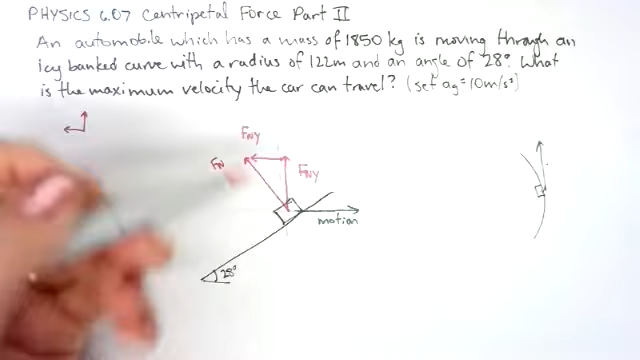 PHYSICS 6.07 Centripetal Force Part II
An automobile which has a mass of 1850 kg is moving through an
icy banked curve with a radius of 122m and an angle of 28°. What
is the maximum velocity the car can travel? (set ag=10m/s²)
FNY
FN
FNY
motion
28°